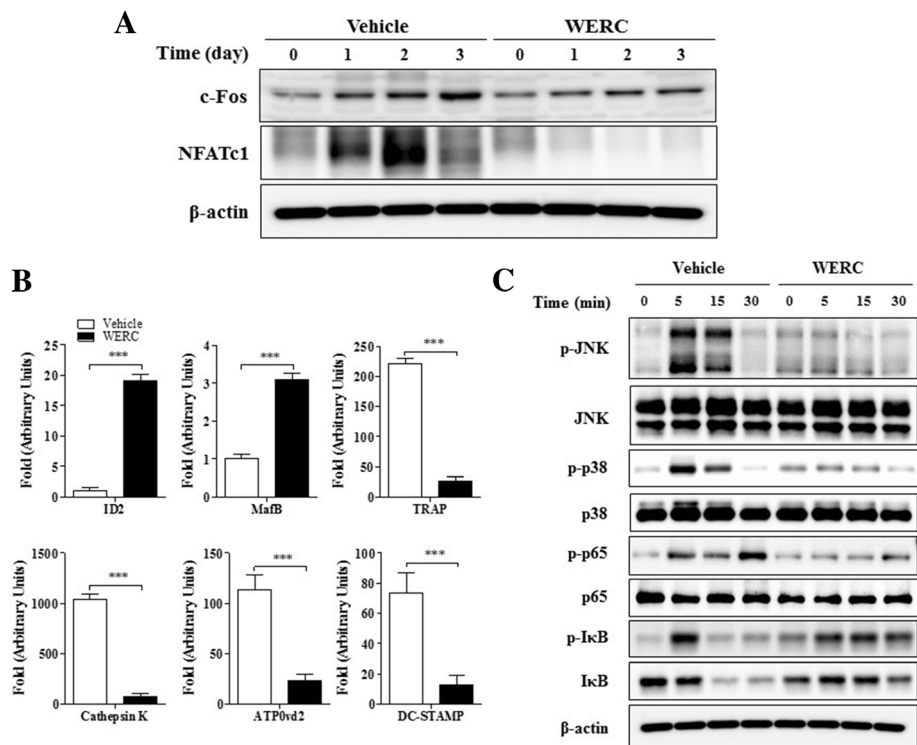 A
Vehicle WERC
Time (day) 0 1 2 3 0 1 2 3
c-Fos
NFATc1
β-actin
B
Vehicle
WERC
Fold (Arbitrary Units)
25
20
15
10
5
0
***
ID2
Fold (Arbitrary Units)
4
3
2
1
0
***
MafB
Fold (Arbitrary Units)
250
200
150
100
50
0
***
TRAP
Fold (Arbitrary Units)
1500
1000
500
0
***
Cathepsin K
Fold (Arbitrary Units)
150
100
50
0
***
ATP0vd2
Fold (Arbitrary Units)
100
80
60
40
20
0
***
DC-STAMP
C
Vehicle WERC
Time (min) 0 5 15 30 0 5 15 30
p-JNK
JNK
p-p38
p38
p-p65
p65
p-IκB
IκB
β-actin